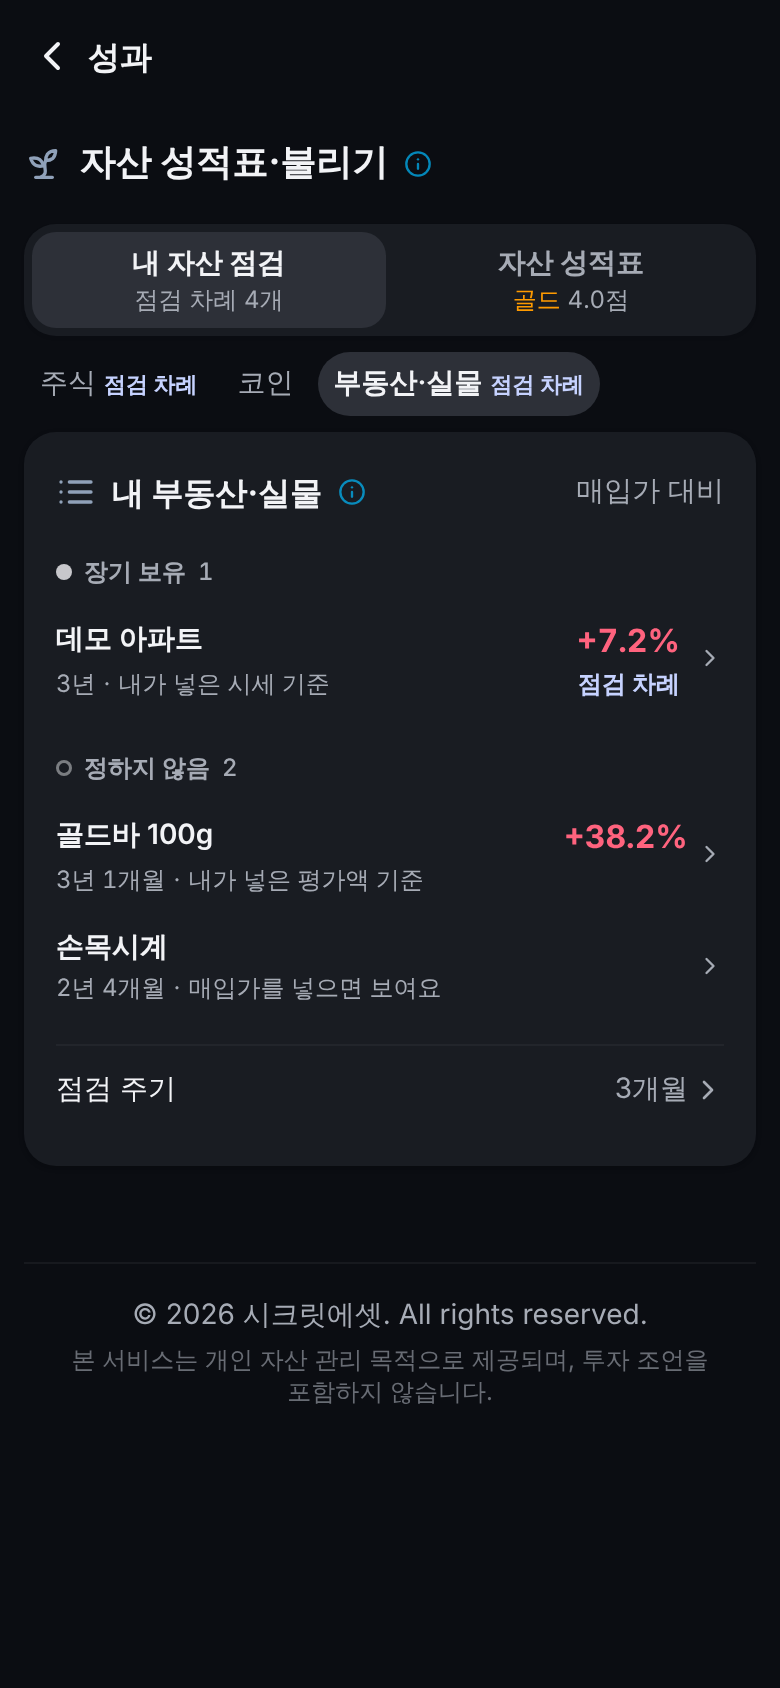 성과
자산 성적표·불리기
내 자산 점검
점검 차례 4개
자산 성적표
골드 4.0점
주식 점검 차례 코인 부동산·실물 점검 차례
내 부동산·실물 매입가 대비
장기 보유 1
데모 아파트 +7.2%
3년 · 내가 넣은 시세 기준 점검 차례
정하지 않음 2
골드바 100g +38.2%
3년 1개월 · 내가 넣은 평가액 기준
손목시계
2년 4개월 · 매입가를 넣으면 보여요
점검 주기 3개월
© 2026 시크릿에셋. All rights reserved.
본 서비스는 개인 자산 관리 목적으로 제공되며, 투자 조언을
포함하지 않습니다.